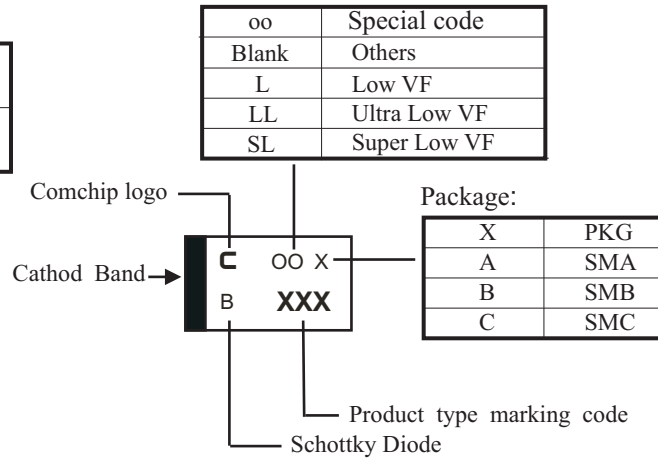 oo Special code
Blank Others
L Low VF
LL Ultra Low VF
SL Super Low VF
Comchip logo
Package:
X PKG
A SMA
B SMB
C SMC
Cathod Band
C OO X
B XXX
Product type marking code
Schottky Diode